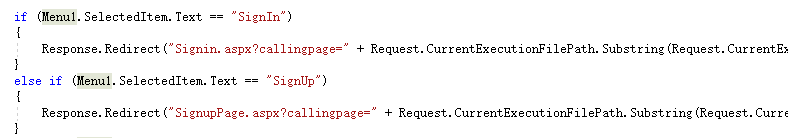 if (Menu1.SelectedItem.Text == "SignIn")
{
Response.Redirect("Signin.aspx?callingpage=" + Request.CurrentExecutionFilePath.Substring(Request.CurrentEx
}
else if (Menu1.SelectedItem.Text == "SignUp")
{
Response.Redirect("SignupPage.aspx?callingpage=" + Request.CurrentExecutionFilePath.Substring(Request.Curre
}